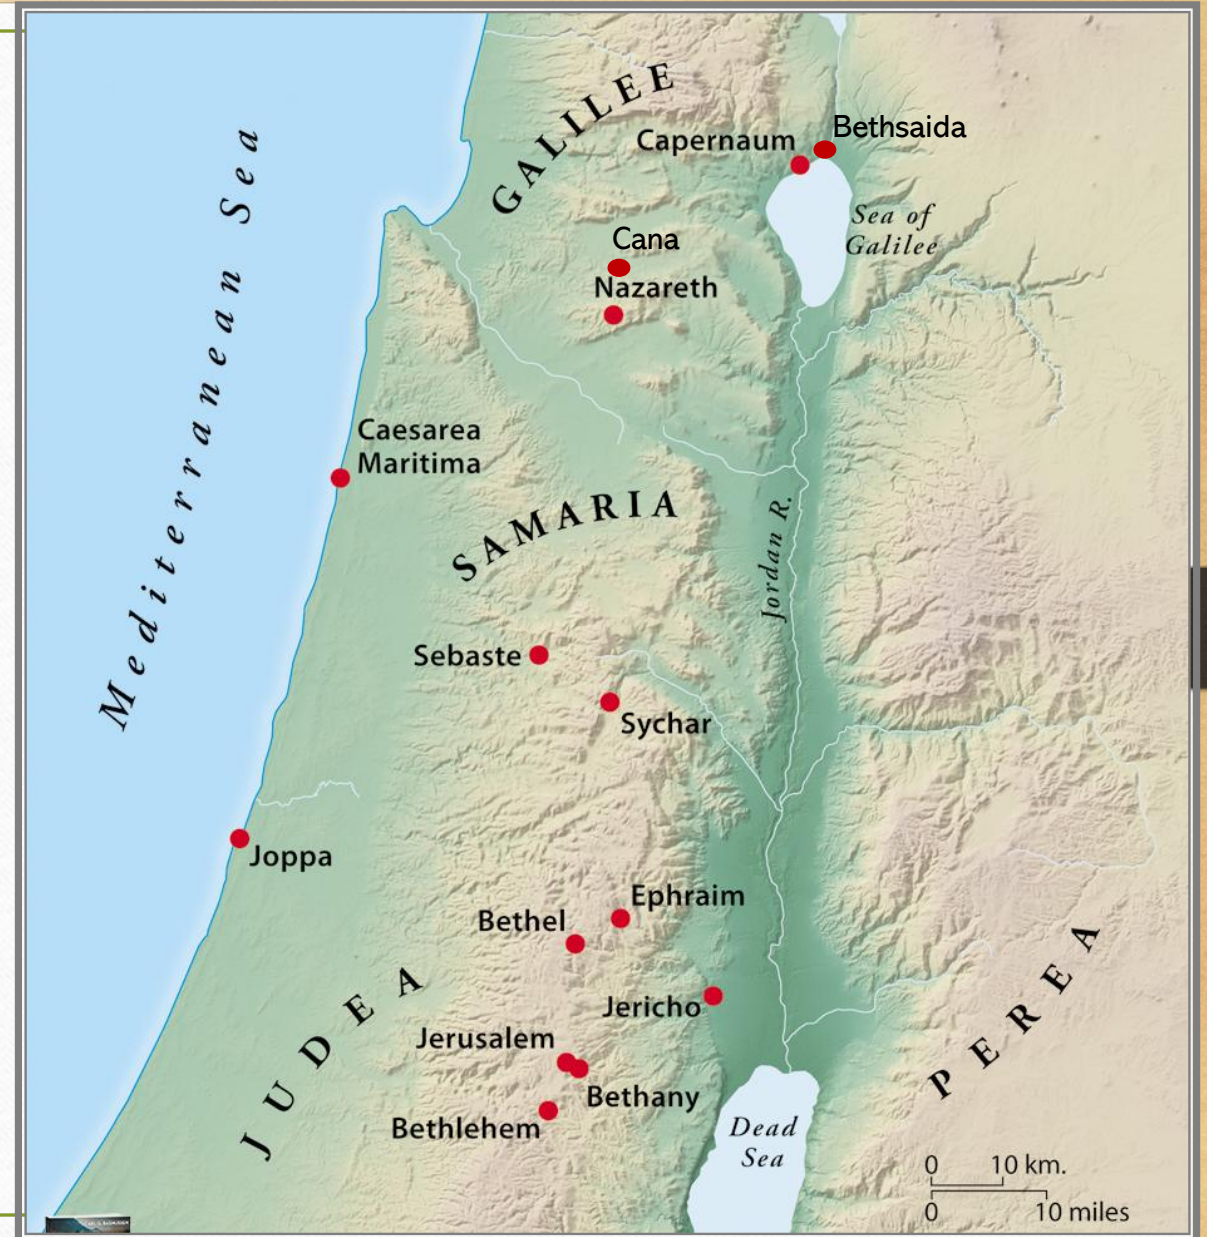 GALILEE
Bethsaida
Capernaum
Mediterranean Sea
Sea of
Galilee
Cana
Nazareth
Caesarea
Maritima
SAMARIA
Jordan R.
Sebaste
Sychar
Joppa
Ephraim
Bethel
JUDEA
Jericho
PEREA
Jerusalem
Bethany
Bethlehem
Dead
Sea
0 10 km.
0 10 miles